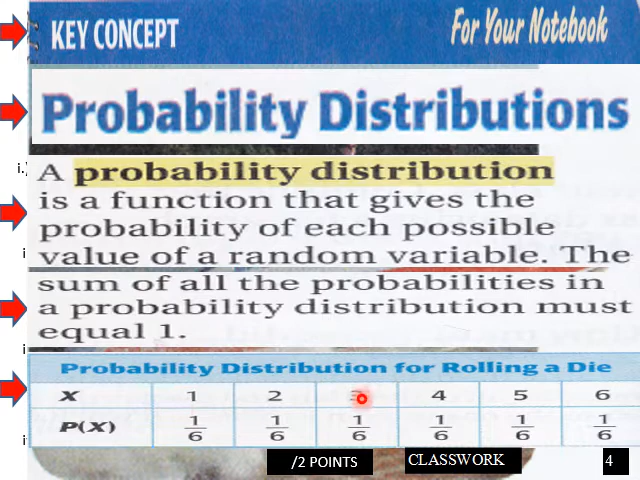 KEY CONCEPT
For Your Notebook
Probability Distributions
i.)
A probability distribution
is a function that gives the
probability of each possible
i
value of a random variable. The
sum of all the probabilities in
a probability distribution must
equal 1.
i
Probability Distribution for Rolling a Die
X 1 2 3 4 5 6
P(X) 1/6 1/6 1/6 1/6 1/6 1/6
i
/2 POINTS
CLASSWORK
4